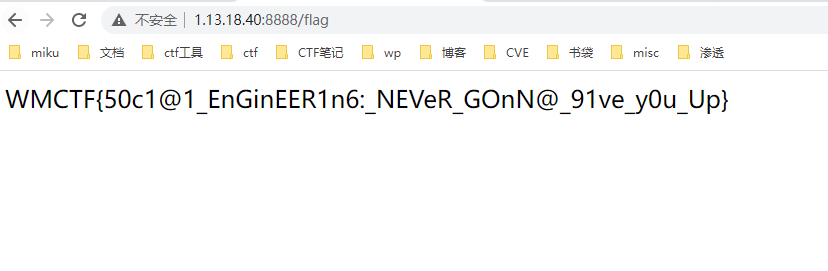 不安全 | 1.13.18.40:8888/flag
miku 文档 ctf工具 ctf CTF笔记 wp 博客 CVE 书袋 misc 渗透
WMCTF{50c1@1_EnGinEER1n6:_NEVeR_GOnN@_91ve_y0u_Up}